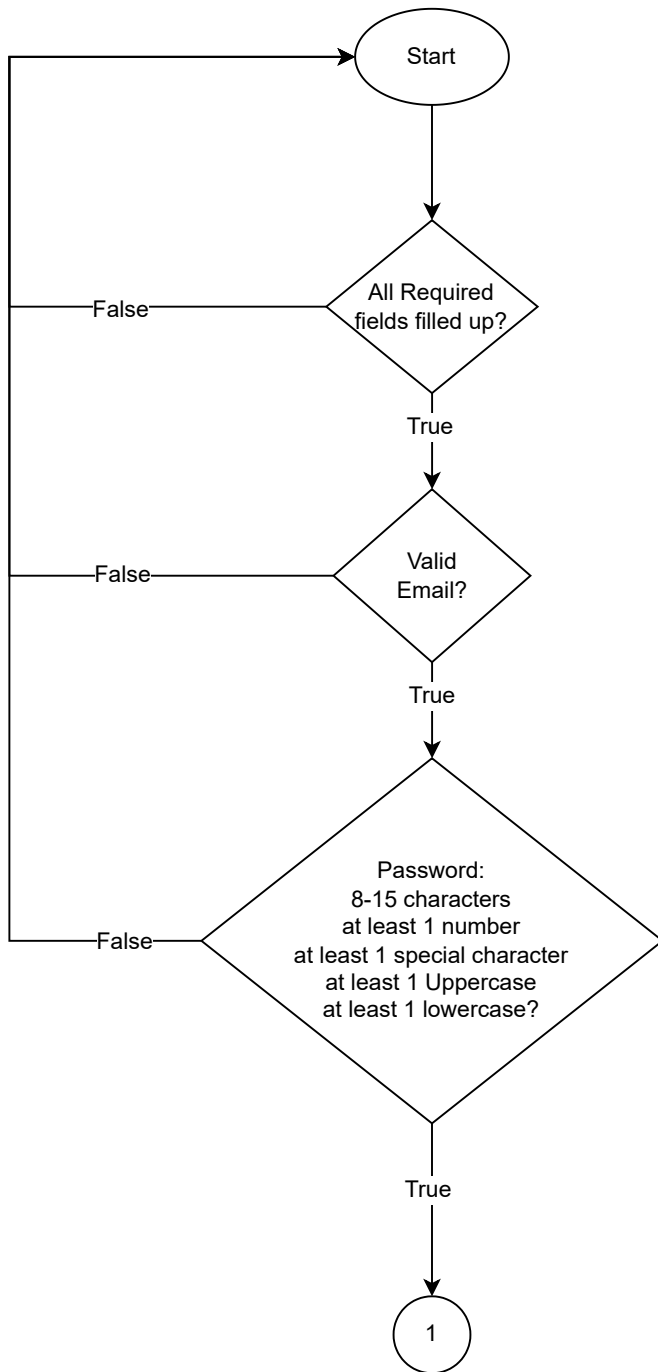 Start
All Required
fields filled up?
False
True
Valid
Email?
False
True
Password:
8-15 characters
at least 1 number
at least 1 special character
at least 1 Uppercase
at least 1 lowercase?
False
True
1